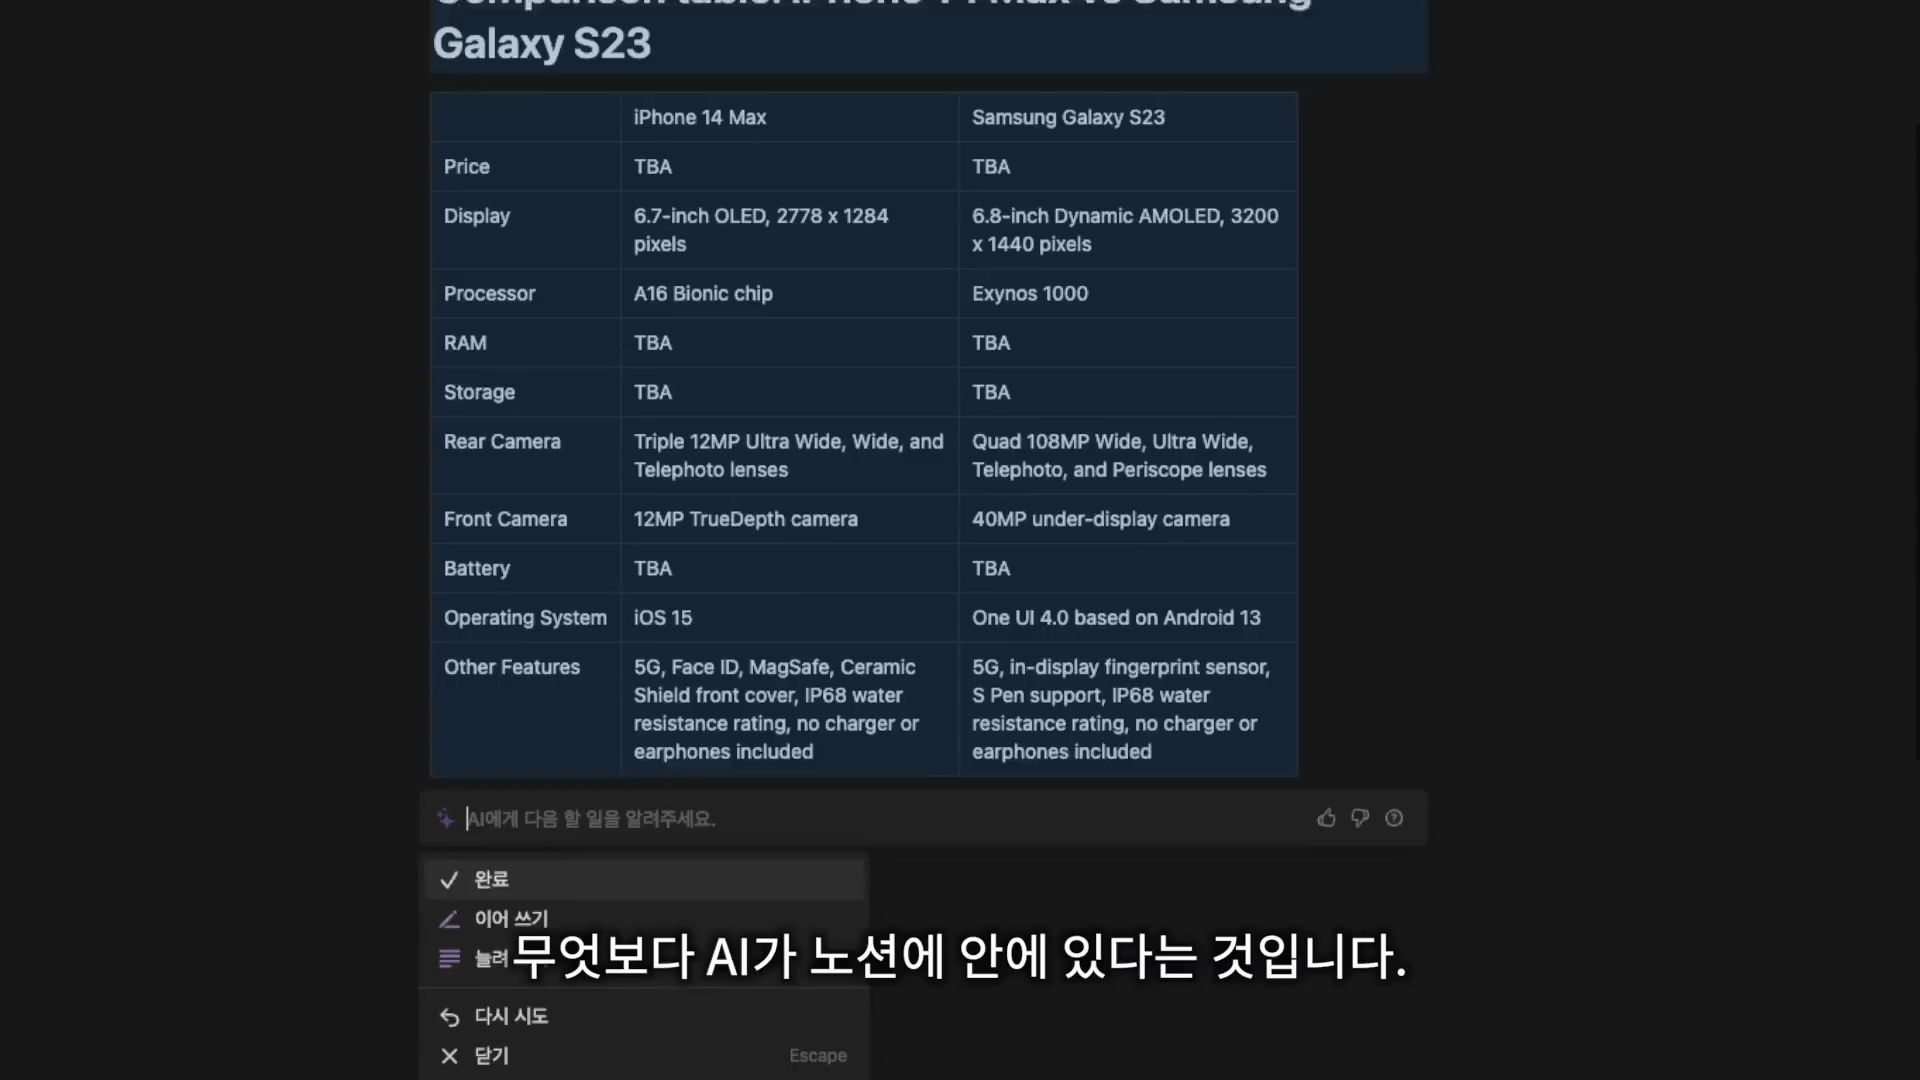 Comparison table: iPhone 14 Max vs Samsung
Galaxy S23
iPhone 14 Max
Samsung Galaxy S23
Price
TBA
TBA
Display
6.7-inch OLED, 2778 x 1284
pixels
6.8-inch Dynamic AMOLED, 3200
x 1440 pixels
Processor
A16 Bionic chip
Exynos 1000
RAM
TBA
TBA
Storage
TBA
TBA
Rear Camera
Triple 12MP Ultra Wide, Wide, and
Telephoto lenses
Quad 108MP Wide, Ultra Wide,
Telephoto, and Periscope lenses
Front Camera
12MP TrueDepth camera
40MP under-display camera
Battery
TBA
TBA
Operating System
iOS 15
One UI 4.0 based on Android 13
Other Features
5G, Face ID, MagSafe, Ceramic
Shield front cover, IP68 water
resistance rating, no charger or
earphones included
5G, in-display fingerprint sensor,
S Pen support, IP68 water
resistance rating, no charger or
earphones included
AI에게 다음 할 일을 알려주세요.
완료
이어 쓰기
늘려
무엇보다 AI가 노션에 안에 있다는 것입니다.
다시 시도
닫기
Escape